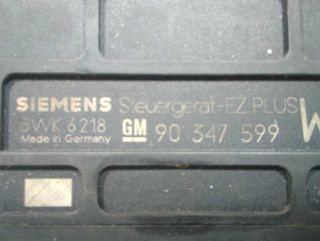 SIEMENS Steuergerät-EZ PLUS
5WK 6218 GM 90 347 599 W
Made in Germany